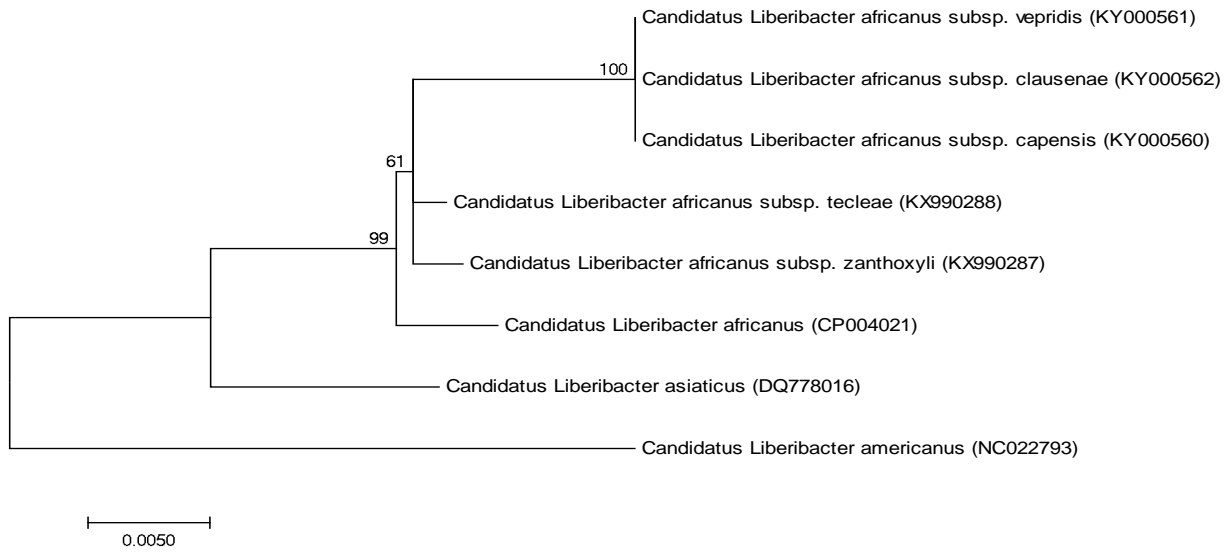 Candidatus Liberibacter africanus subsp. vepridis (KY000561)
100
Candidatus Liberibacter africanus subsp. clausenae (KY000562)
Candidatus Liberibacter africanus subsp. capensis (KY000560)
61
Candidatus Liberibacter africanus subsp. tecleae (KX990288)
99
Candidatus Liberibacter africanus subsp. zanthoxyli (KX990287)
Candidatus Liberibacter africanus (CP004021)
Candidatus Liberibacter asiaticus (DQ778016)
Candidatus Liberibacter americanus (NC022793)
0.0050